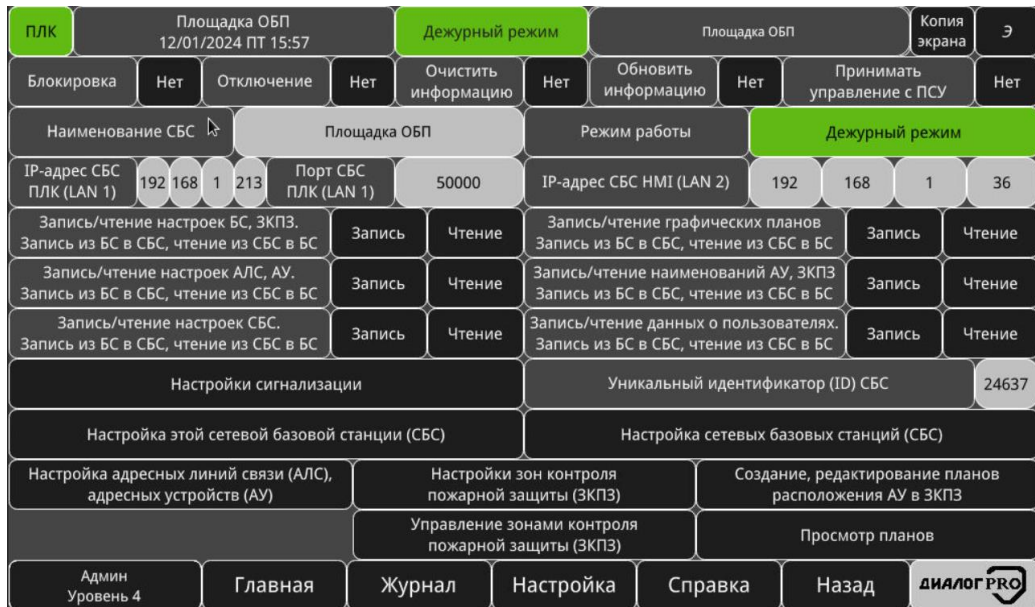 ПЛК
Площадка ОБП
12/01/2024 ПТ 15:57
Дежурный режим
Площадка ОБП
Копия
экрана
Э
Блокировка
Нет
Отключение
Нет
Очистить
информацию
Нет
Обновить
информацию
Нет
Принимать
управление с ПСУ
Нет
Наименование СБС
Площадка ОБП
Режим работы
Дежурный режим
IP-адрес СБС
ПЛК (LAN 1)
192 168 1 213
Порт СБС
ПЛК (LAN 1)
50000
IP-адрес СБС HMI (LAN 2)
192 168 1 36
Запись/чтение настроек БС, ЗКПЗ.
Запись из БС в СБС, чтение из СБС в БС
Запись
Чтение
Запись/чтение графических планов
Запись из БС в СБС, чтение из СБС в БС
Запись
Чтение
Запись/чтение настроек АЛС, АУ.
Запись из БС в СБС, чтение из СБС в БС
Запись
Чтение
Запись/чтение наименований АУ, ЗКПЗ
Запись из БС в СБС, чтение из СБС в БС
Запись
Чтение
Запись/чтение настроек СБС.
Запись из БС в СБС, чтение из СБС в БС
Запись
Чтение
Запись/чтение данных о пользователях.
Запись из БС в СБС, чтение из СБС в БС
Запись
Чтение
Настройки сигнализации
Уникальный идентификатор (ID) СБС
24637
Настройка этой сетевой базовой станции (СБС)
Настройка сетевых базовых станций (СБС)
Настройка адресных линий связи (АЛС),
адресных устройств (АУ)
Настройки зон контроля
пожарной защиты (ЗКПЗ)
Создание, редактирование планов
расположения АУ в ЗКПЗ
Управление зонами контроля
пожарной защиты (ЗКПЗ)
Просмотр планов
Админ
Уровень 4
Главная
Журнал
Настройка
Справка
Назад
ДИАЛОГ PRO